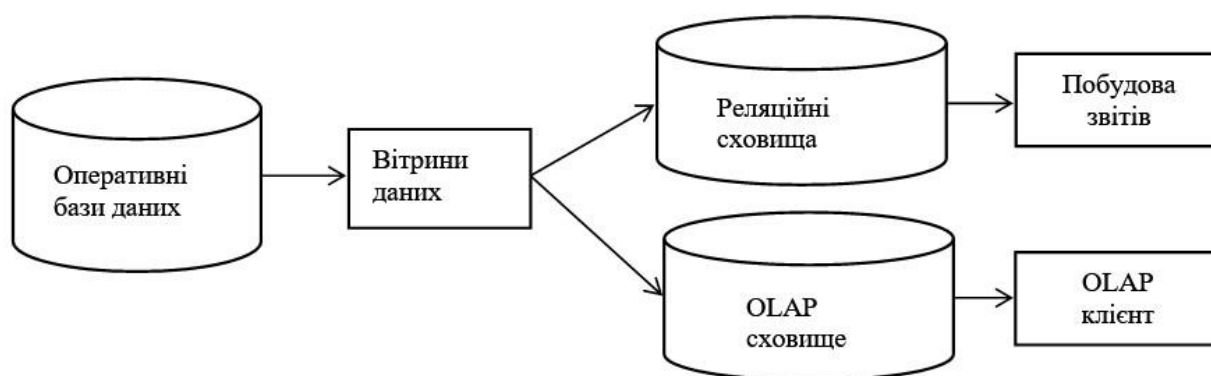 Оперативні
бази даних
Вітрини
даних
Реляційні
сховища
Побудова
звітів
OLAP
сховище
OLAP
клієнт